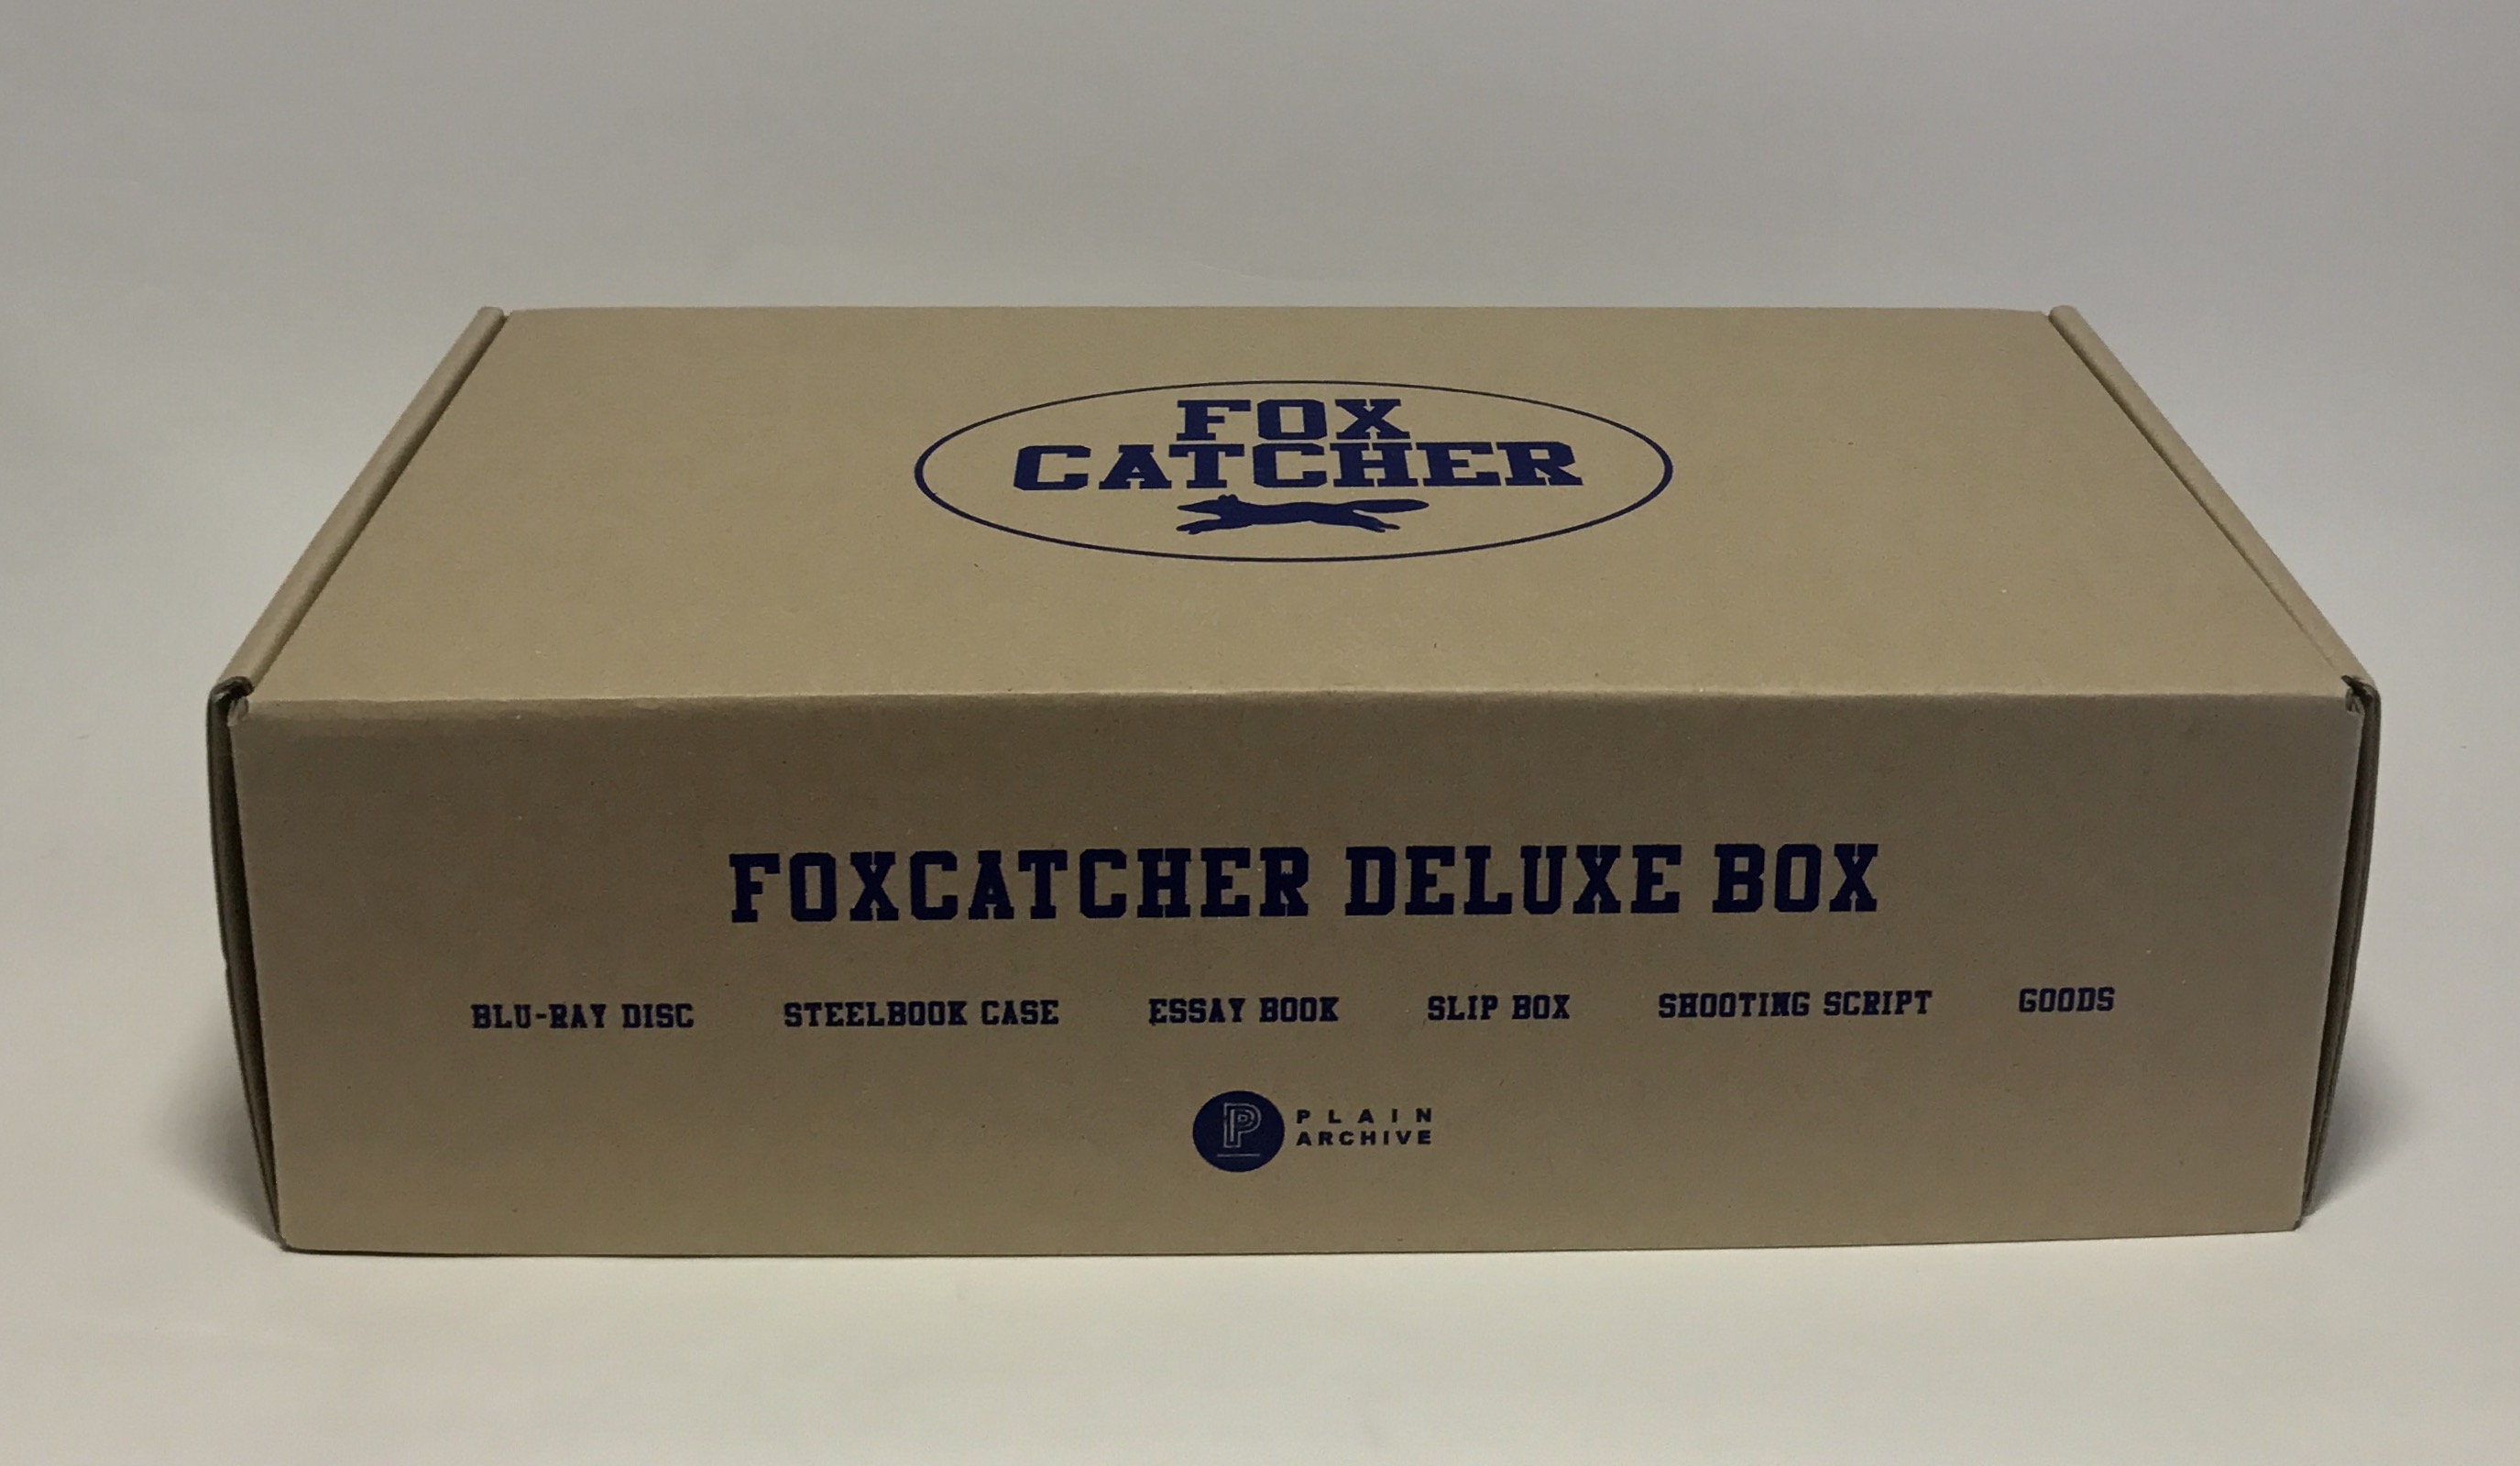 FOX
CATCHER
FOXCATCHER DELUXE BOX
BLU-RAY DISC STEELBOOK CASE ESSAY BOOK SLIP BOX SHOOTING SCRIPT GOODS
P PLAIN
ARCHIVE